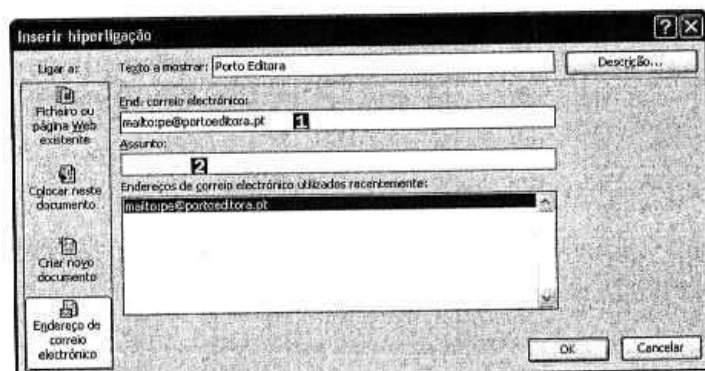 Inserir hiperligação
Ligar a:
Texto a mostrar: Porto Editora
Descrição...
Ficheiro ou
página Web
existente
End. correio electrónico:
mailto:pe@portoeditora.pt 1
Assunto:
2
Colocar neste
documento
Endereços de correio electrónico utilizados recentemente:
mailto:pe@portoeditora.pt
Criar novo
documento
Endereço de
correio
electrónico
OK
Cancelar